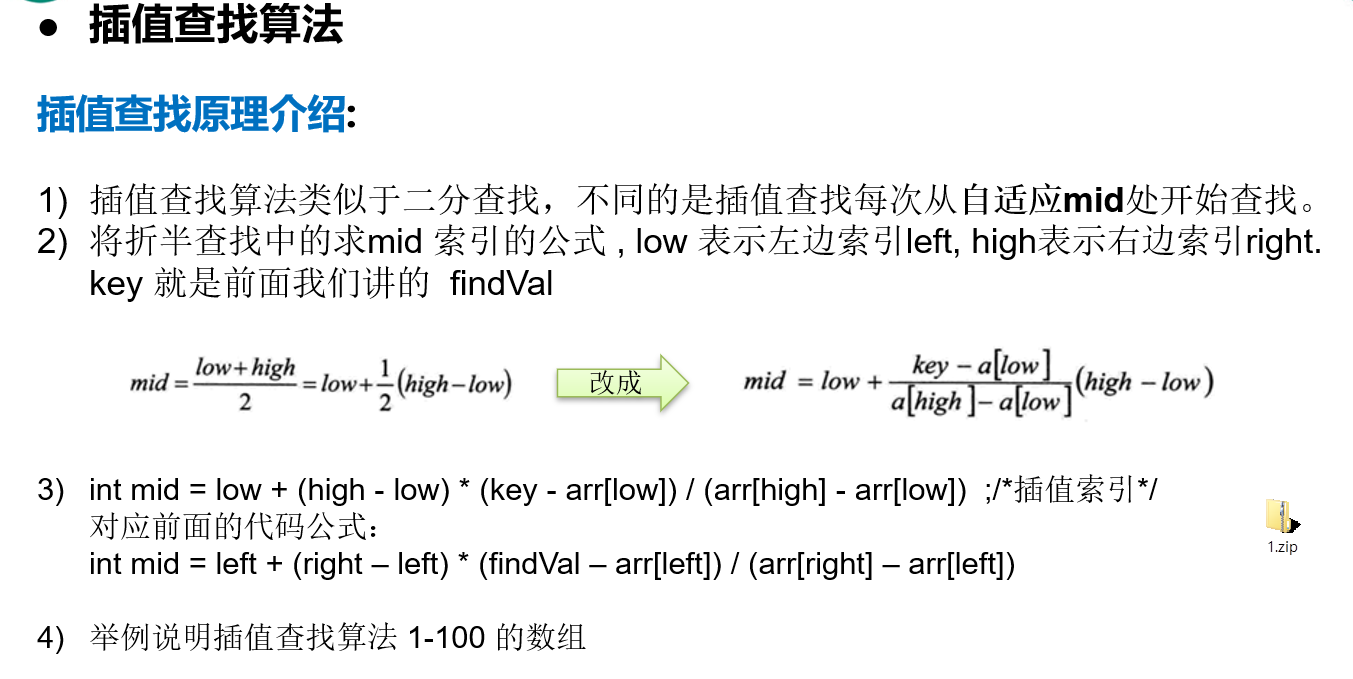 ● 插值查找算法
插值查找原理介绍:
1) 插值查找算法类似于二分查找，不同的是插值查找每次从自适应mid处开始查找。
2) 将折半查找中的求mid 索引的公式 , low 表示左边索引left, high表示右边索引right.
key 就是前面我们讲的 findVal
mid = \frac{low+high}{2} = low + \frac{1}{2}(high-low) 改成 mid = low + \frac{key - a[low]}{a[high] - a[low]}(high - low)
3) int mid = low + (high - low) * (key - arr[low]) / (arr[high] - arr[low]) ;/*插值索引*/
对应前面的代码公式：
int mid = left + (right – left) * (findVal – arr[left]) / (arr[right] – arr[left])
1.zip
4) 举例说明插值查找算法 1-100 的数组